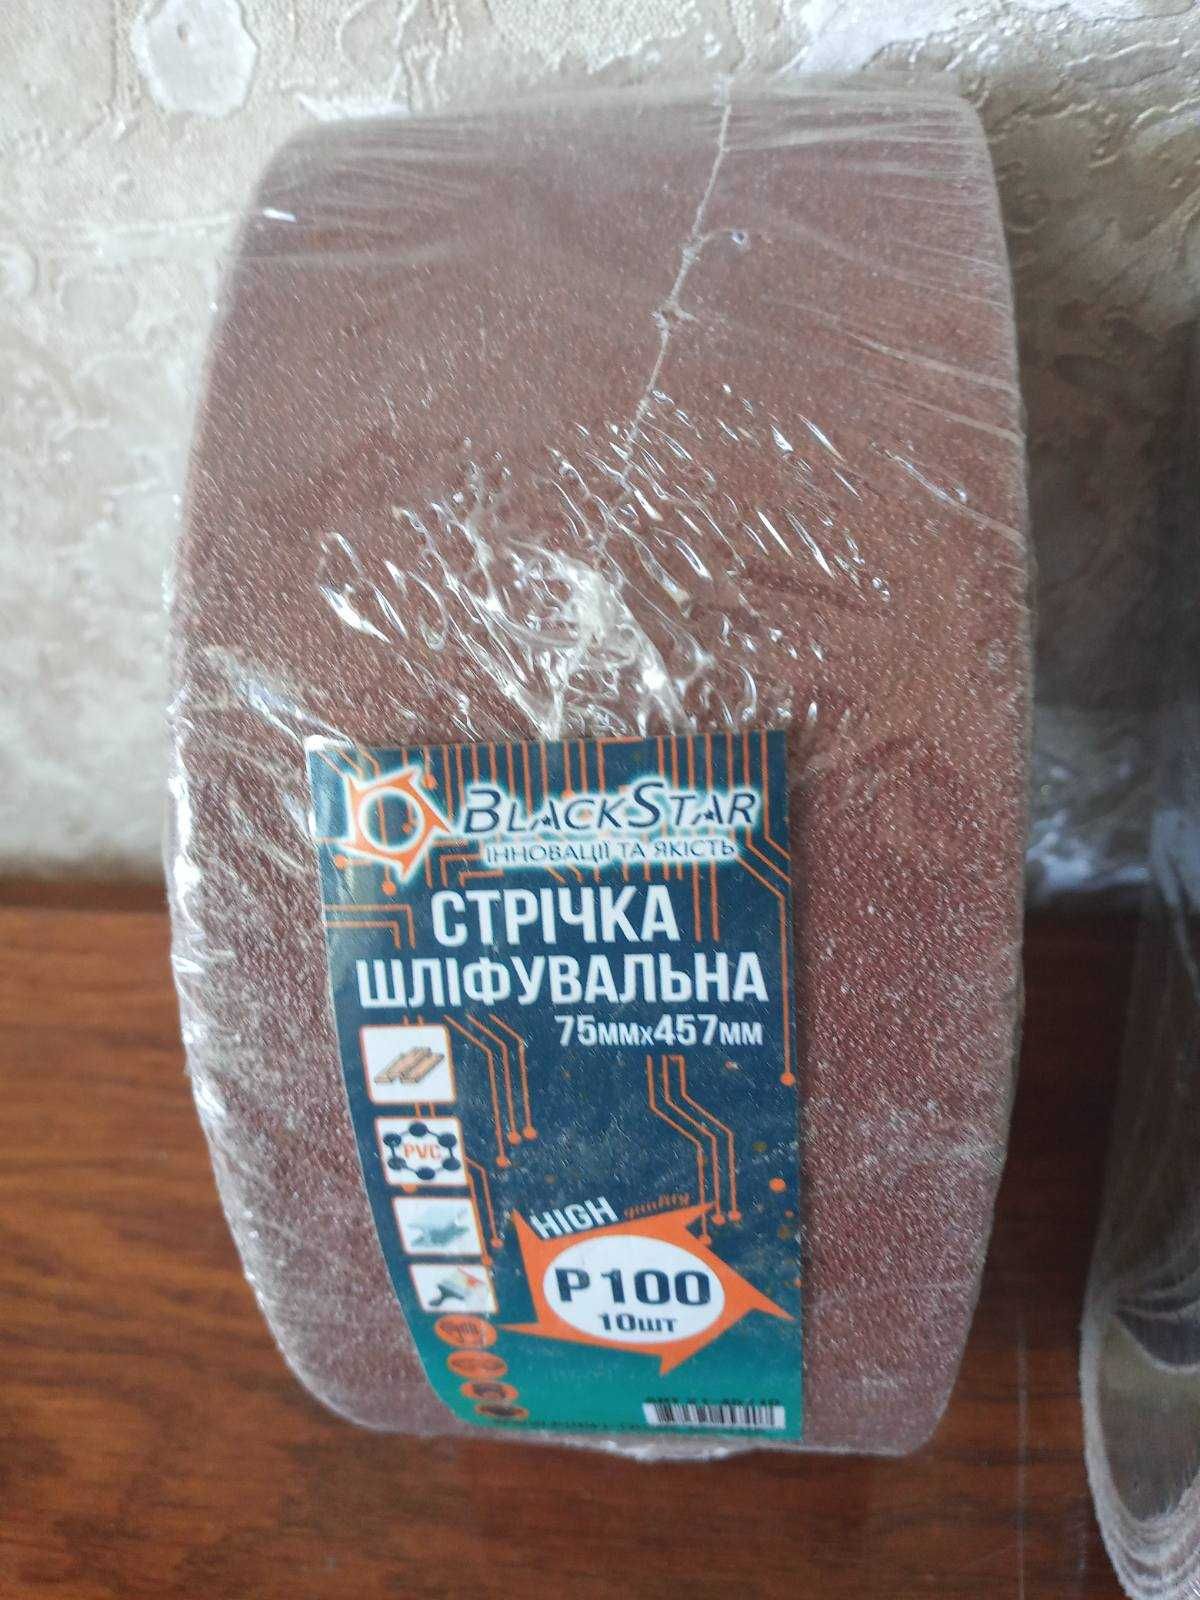 BLACKSTAR
ІННОВАЦІЇ ТА ЯКІСТЬ
СТРІЧКА
ШЛІФУВАЛЬНА
75ммх457мм
PVC
HIGH quality
P100
10шт